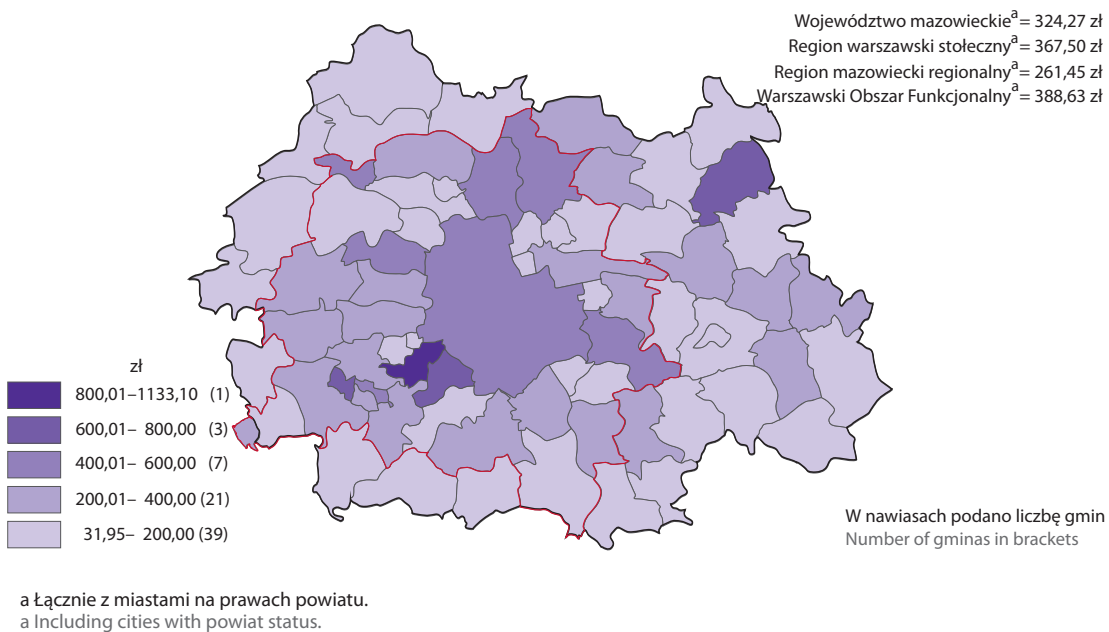 Województwo mazowieckieᵃ= 324,27 zł
Region warszawski stołecznyᵃ= 367,50 zł
Region mazowiecki regionalnyᵃ= 261,45 zł
Warszawski Obszar Funkcjonalnyᵃ= 388,63 zł
zł
800,01–1133,10 (1)
600,01– 800,00 (3)
400,01– 600,00 (7)
200,01– 400,00 (21)
31,95– 200,00 (39)
W nawiasach podano liczbę gmin
Number of gminas in brackets
a Łącznie z miastami na prawach powiatu.
a Including cities with powiat status.